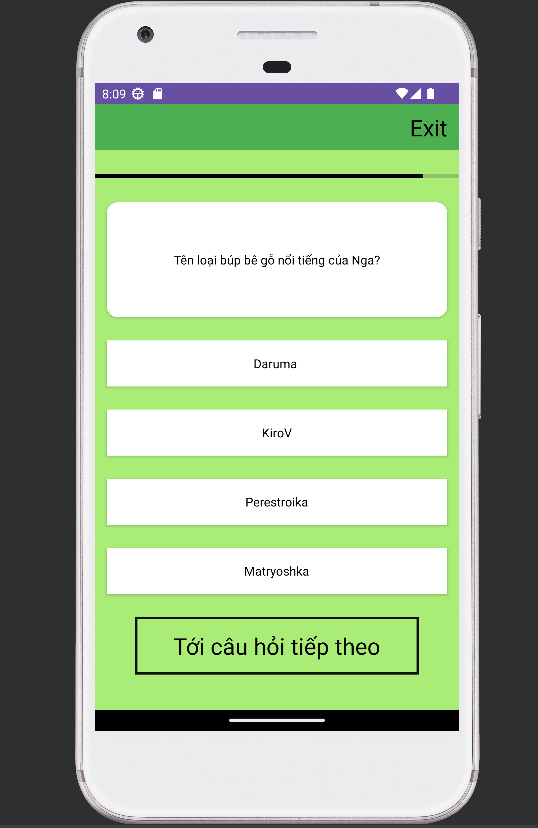 8:09
Exit
Tên loại búp bê gỗ nổi tiếng của Nga?
Daruma
KiroV
Perestroika
Matryoshka
Tới câu hỏi tiếp theo